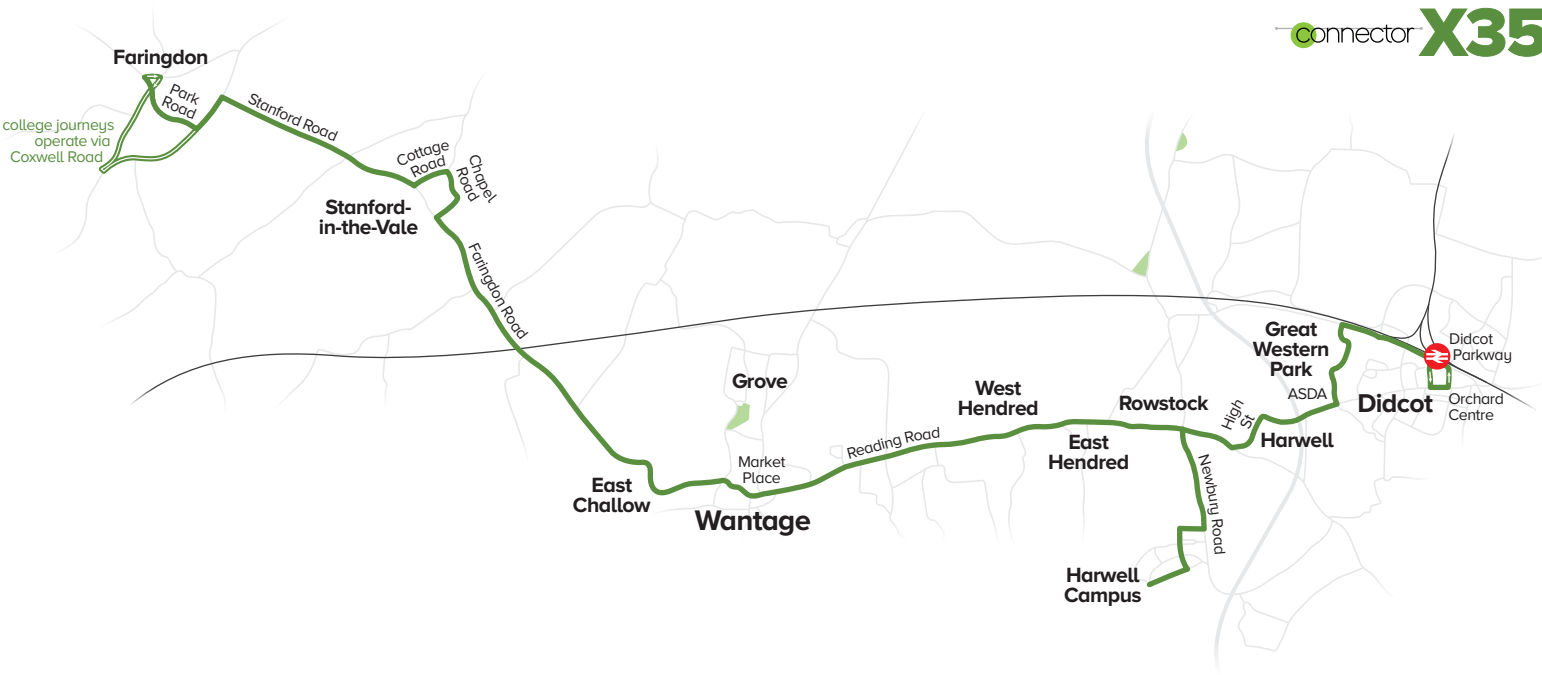 connector X35
Faringdon
Park
Road
Stanford Road
college journeys
operate via
Coxwell Road
Cottage
Road
Chapel
Road
Stanford-
in-the-Vale
Faringdon Road
Great
Western
Park
Didcot
Parkway
Grove
West
Hendred
Rowstock
High
St
ASDA
Didcot
Orchard
Centre
Harwell
Reading Road
East
Hendred
Market
Place
East
Challow
Wantage
Newbury Road
Harwell
Campus